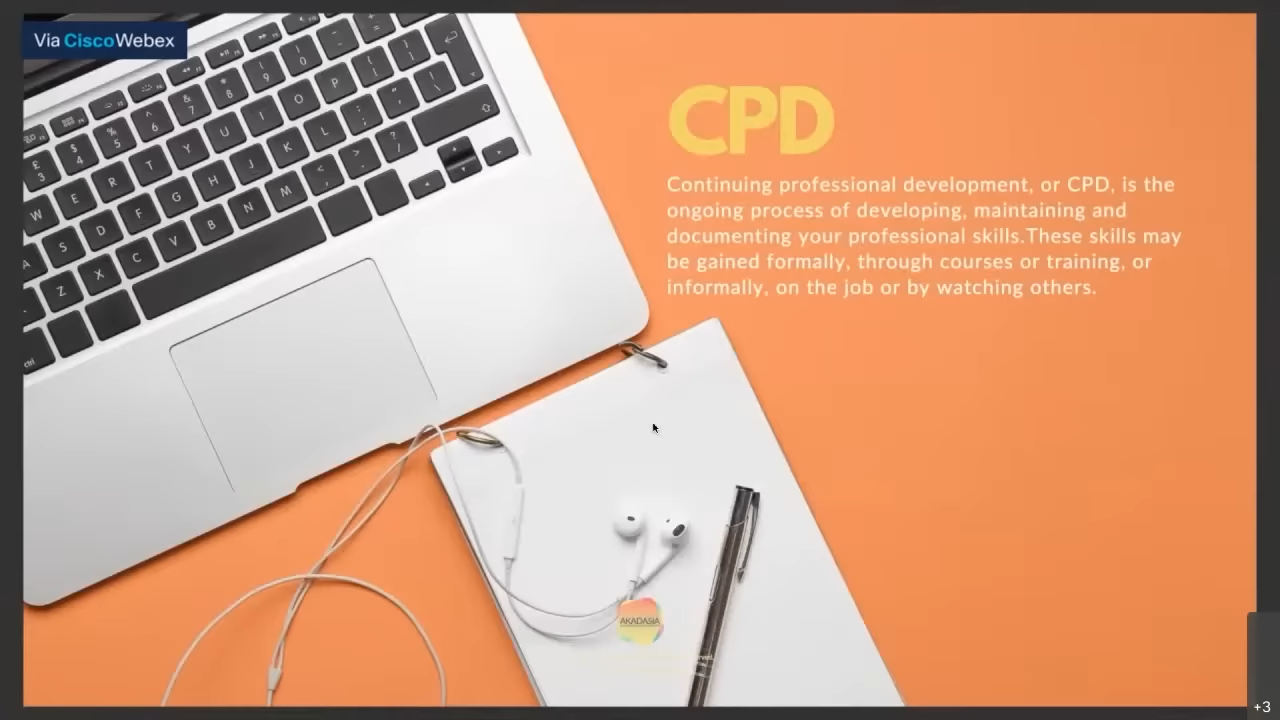 Via CiscoWebex
CPD
Continuing professional development, or CPD, is the
ongoing process of developing, maintaining and
documenting your professional skills.These skills may
be gained formally, through courses or training, or
informally, on the job or by watching others.
AKADASIA
+3